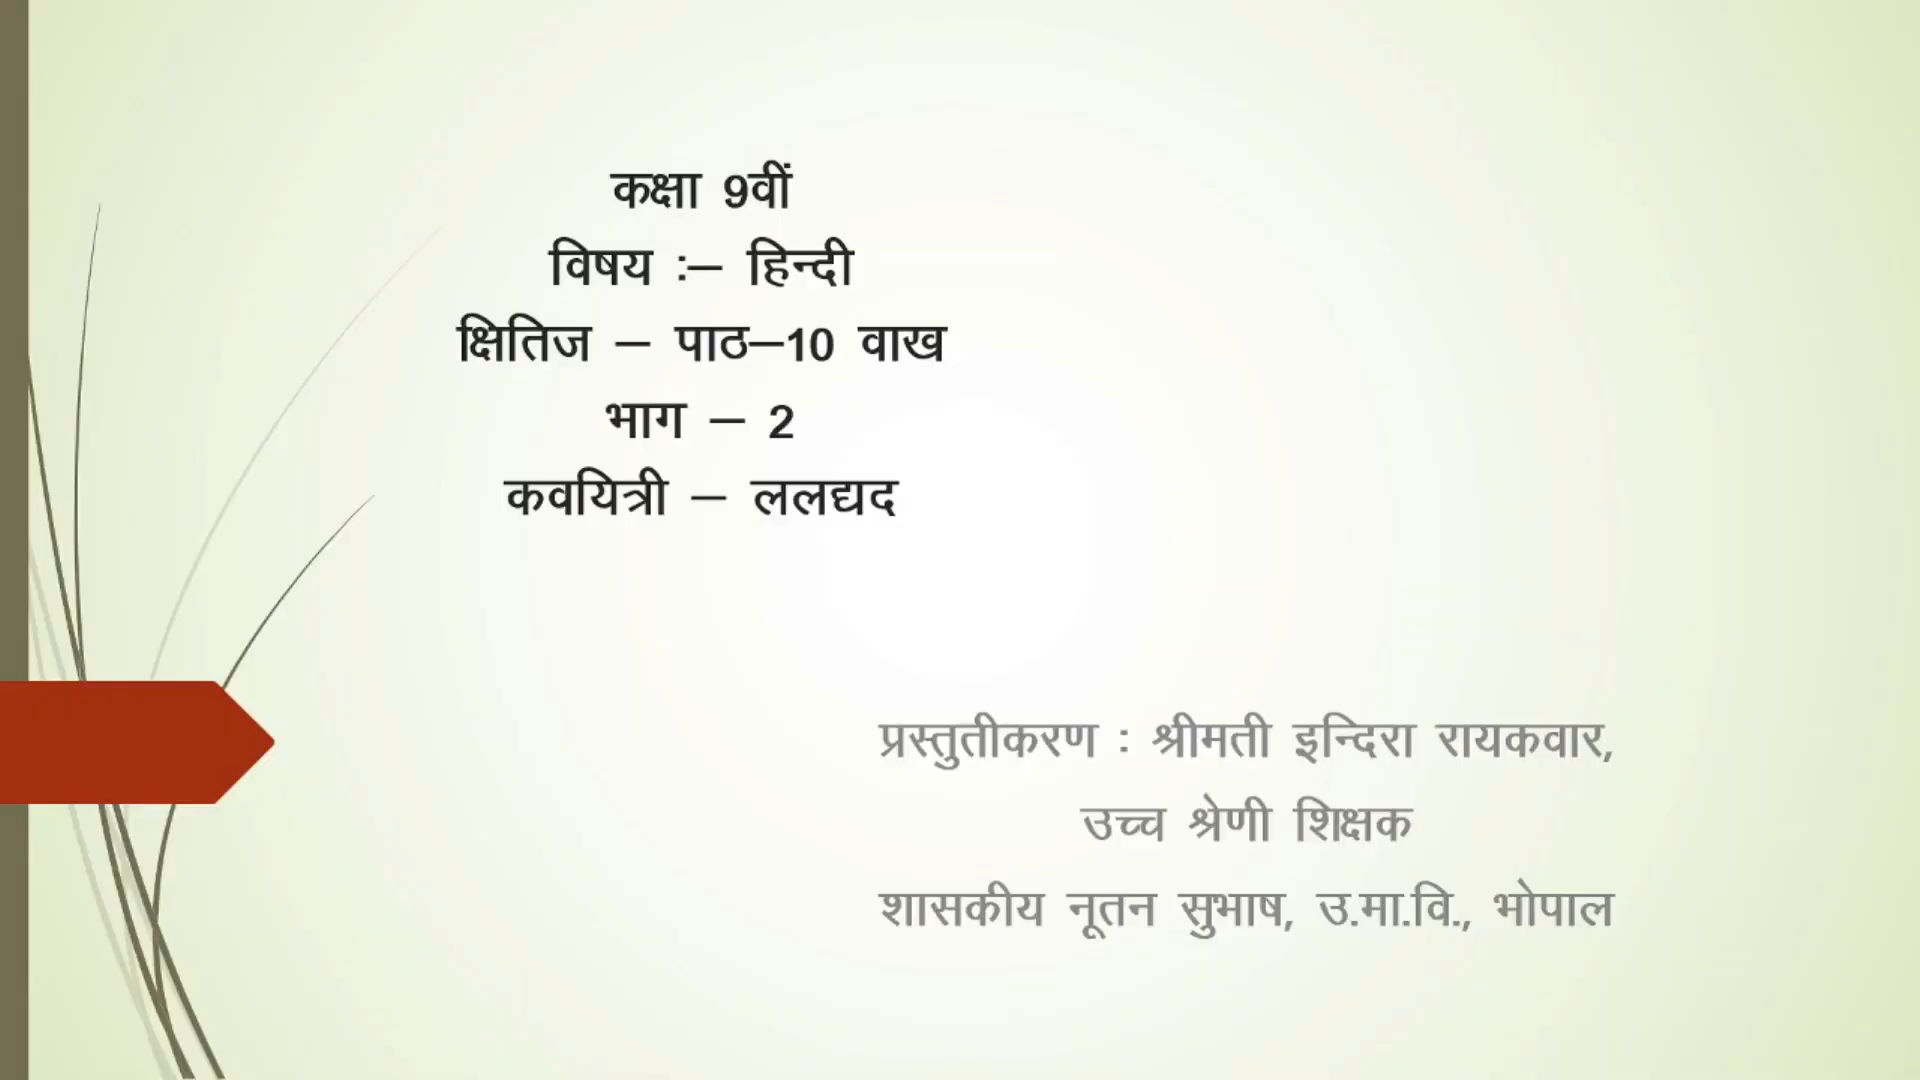 कक्षा 9वीं
विषय :– हिन्दी
क्षितिज – पाठ–10 वाख
भाग – 2
कवयित्री – ललद्यद
प्रस्तुतीकरण : श्रीमती इन्दिरा रायकवार,
उच्च श्रेणी शिक्षक
शासकीय नूतन सुभाष, उ.मा.वि., भोपाल